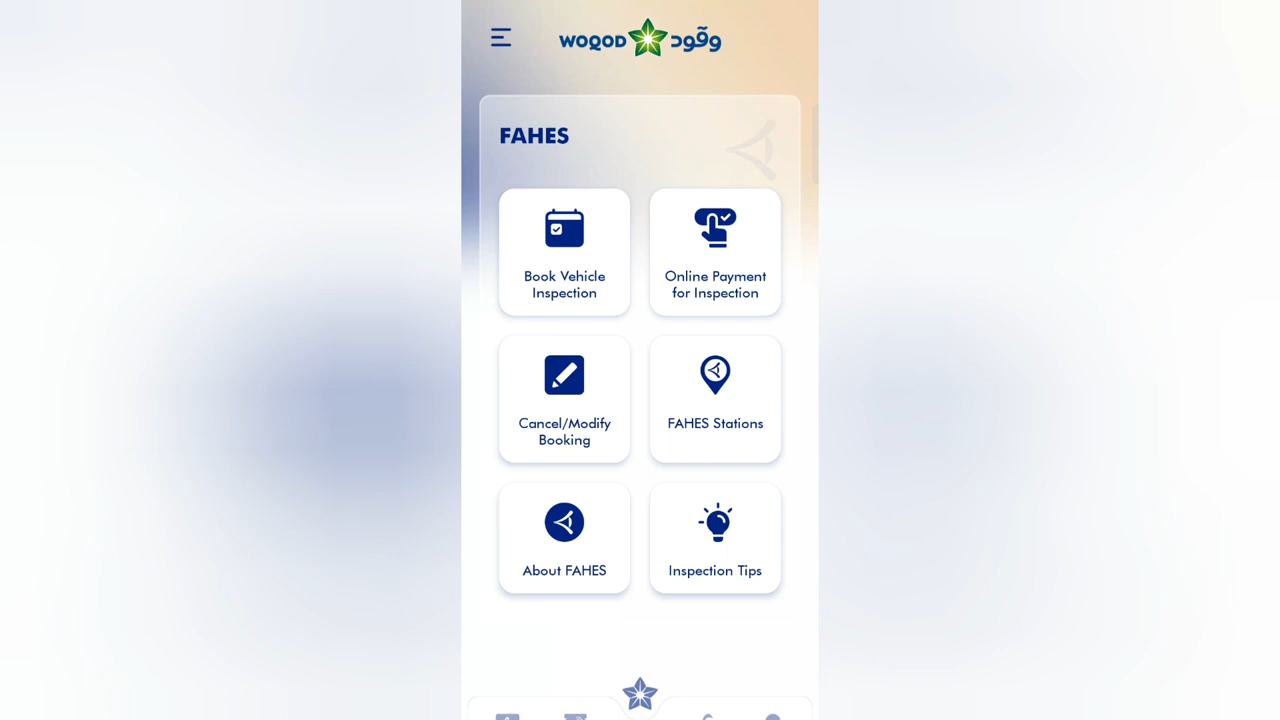 WOQOD وقود
FAHES
Book Vehicle
Inspection
Online Payment
for Inspection
Cancel/Modify
Booking
FAHES Stations
About FAHES
Inspection Tips